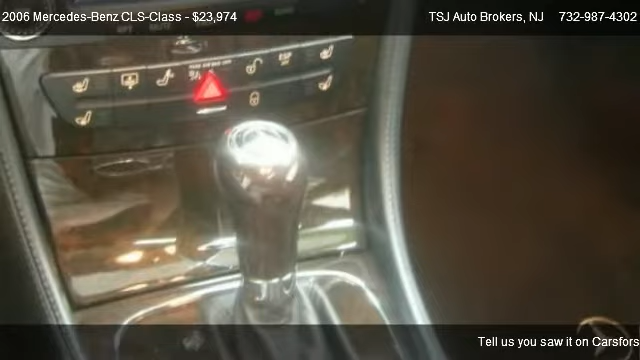 2006 Mercedes-Benz CLS-Class - $23,974
TSJ Auto Brokers, NJ 732-987-4302
Tell us you saw it on Carsfors